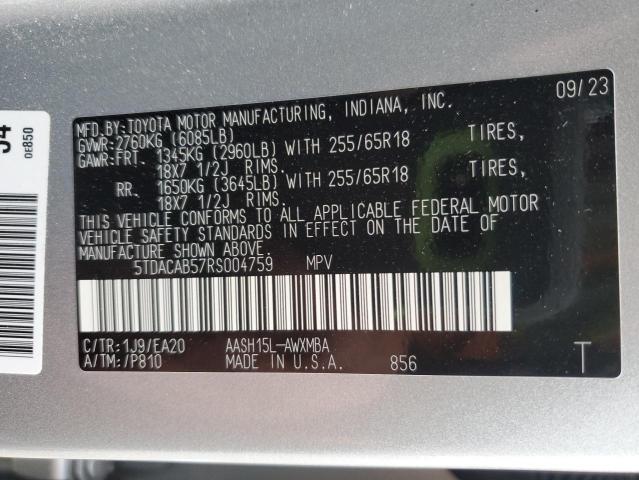 MFD.BY:TOYOTA MOTOR MANUFACTURING, INDIANA, INC. 09/23
GVWR:2760KG (6085LB)
GAWR:FRT. 1345KG (2960LB) WITH 255/65R18 TIRES,
18X7 1/2J RIMS.
RR. 1650KG (3645LB) WITH 255/65R18 TIRES,
18X7 1/2J RIMS.
THIS VEHICLE CONFORMS TO ALL APPLICABLE FEDERAL MOTOR
VEHICLE SAFETY STANDARDS IN EFFECT ON THE DATE OF
MANUFACTURE SHOWN ABOVE.
5TDACAB57RS004759 MPV
C/TR:1J9/EA20 AASH15L-AWXMBA
A/TM:/P810 MADE IN U.S.A. 856 T
0E850